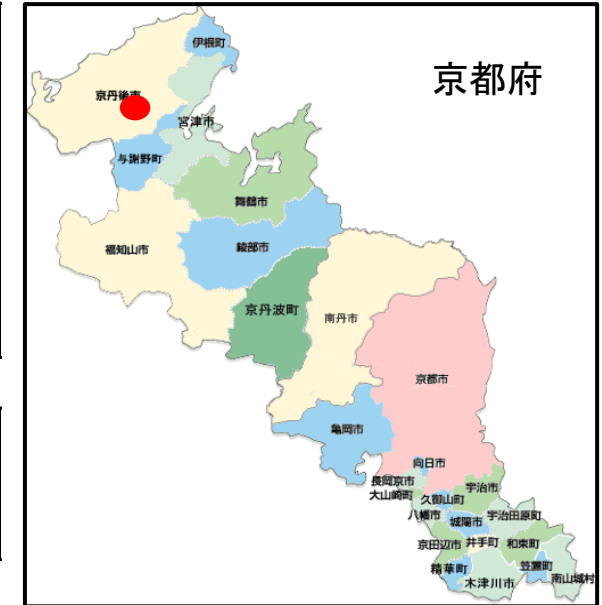 京都府
伊根町
京丹後市
宮津市
与謝野町
舞鶴市
綾部市
福知山市
京丹波町
南丹市
京都市
亀岡市
向日市
長岡京市
大山崎町
宇治市
久御山町
八幡市
宇治田原町
城陽市
京田辺市
井手町
和束町
精華町
笠置町
木津川市
南山城村